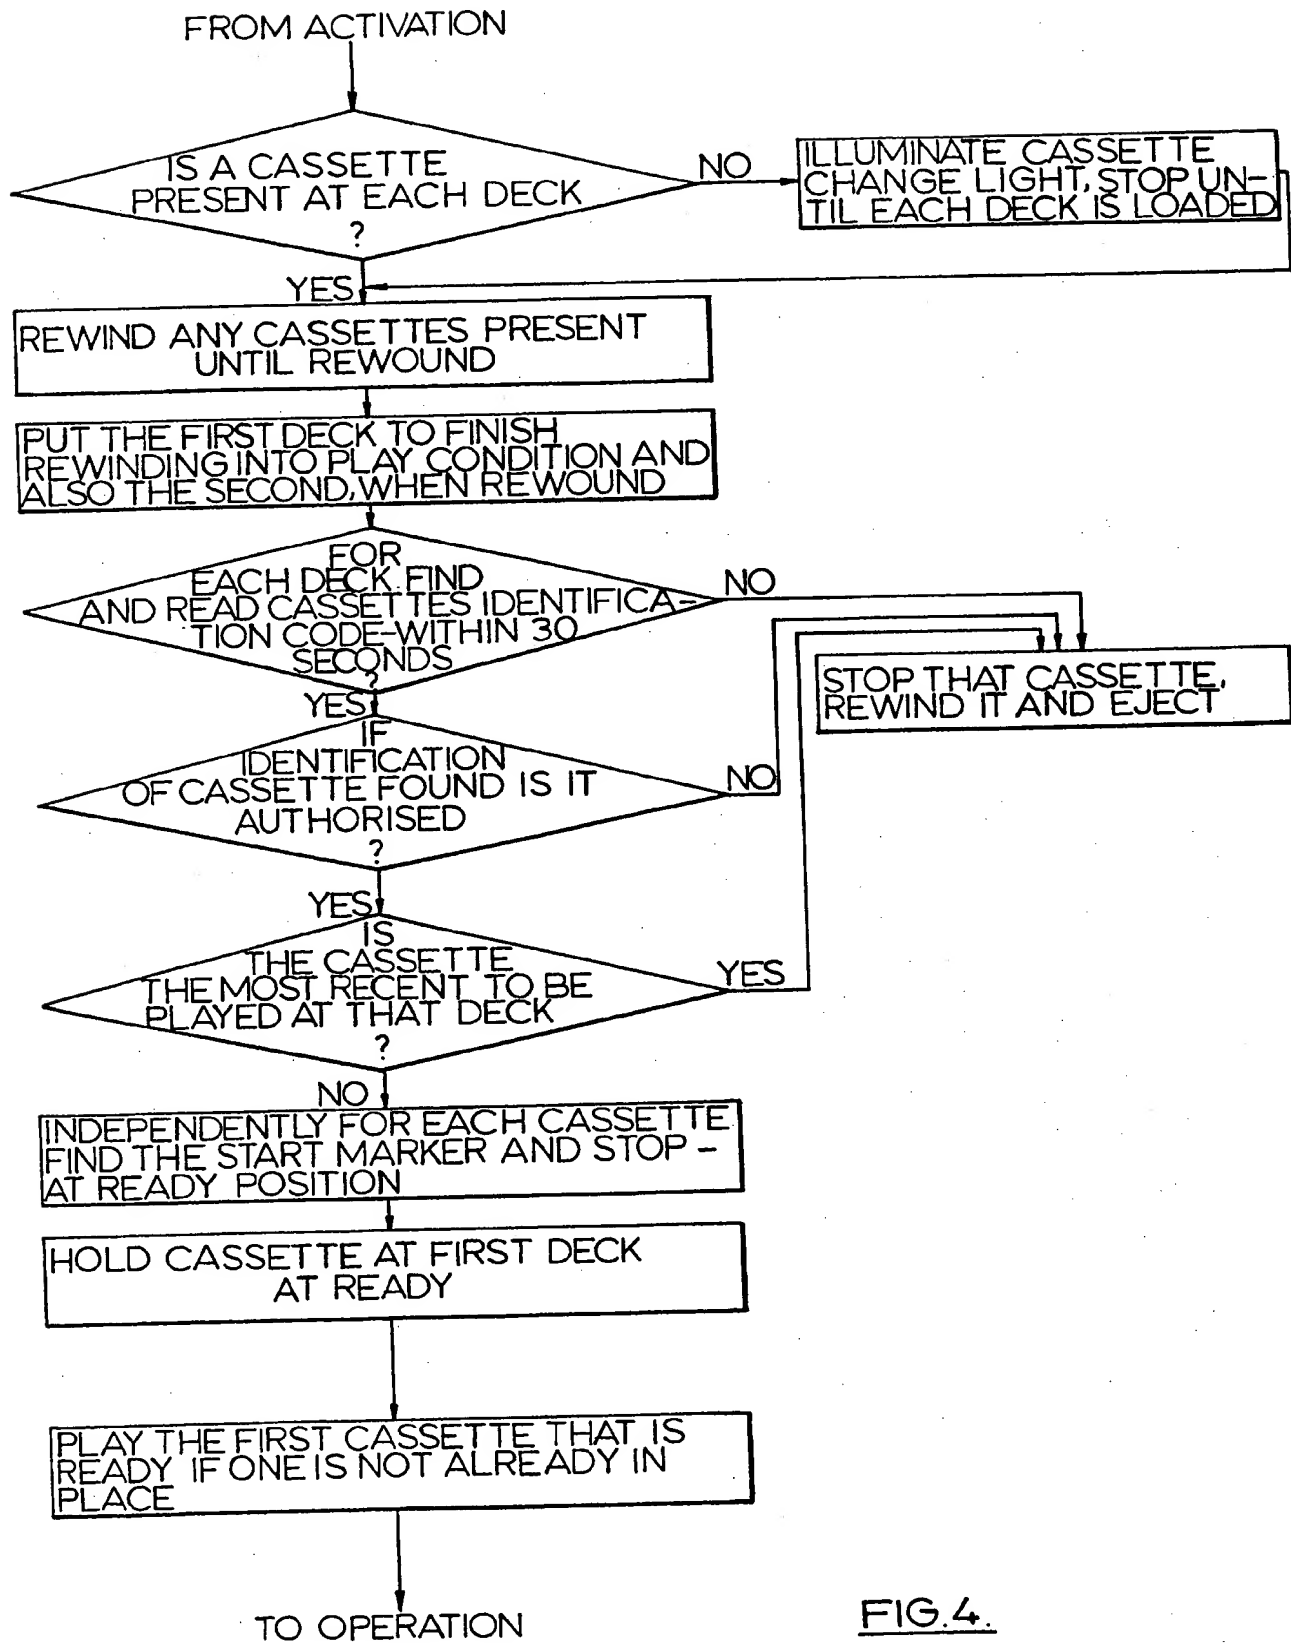 FROM ACTIVATION
IS A CASSETTE
PRESENT AT EACH DECK
?
NO
ILLUMINATE CASSETTE
CHANGE LIGHT, STOP UN-
TIL EACH DECK IS LOADED
YES
REWIND ANY CASSETTES PRESENT
UNTIL REWOUND
PUT THE FIRST DECK TO FINISH
REWINDING INTO PLAY CONDITION AND
ALSO THE SECOND, WHEN REWOUND
FOR
EACH DECK FIND
AND READ CASSETTES IDENTIFICA-
TION CODE-WITHIN 30
SECONDS
?
NO
STOP THAT CASSETTE,
REWIND IT AND EJECT
YES
IF
IDENTIFICATION
OF CASSETTE FOUND IS IT
AUTHORISED
?
NO
YES
IS
THE CASSETTE
THE MOST RECENT TO BE
PLAYED AT THAT DECK
?
YES
NO
INDEPENDENTLY FOR EACH CASSETTE
FIND THE START MARKER AND STOP -
AT READY POSITION
HOLD CASSETTE AT FIRST DECK
AT READY
PLAY THE FIRST CASSETTE THAT IS
READY IF ONE IS NOT ALREADY IN
PLACE
TO OPERATION
FIG.4.